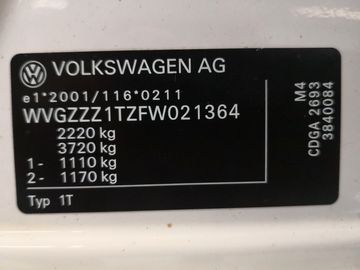 VOLKSWAGEN AG
e1*2001/116*0211
WVGZZZ1TZFW021364
2220 kg
3720 kg
1- 1110 kg
2- 1170 kg
Typ 1T
M4
CDGA 2693
3840084